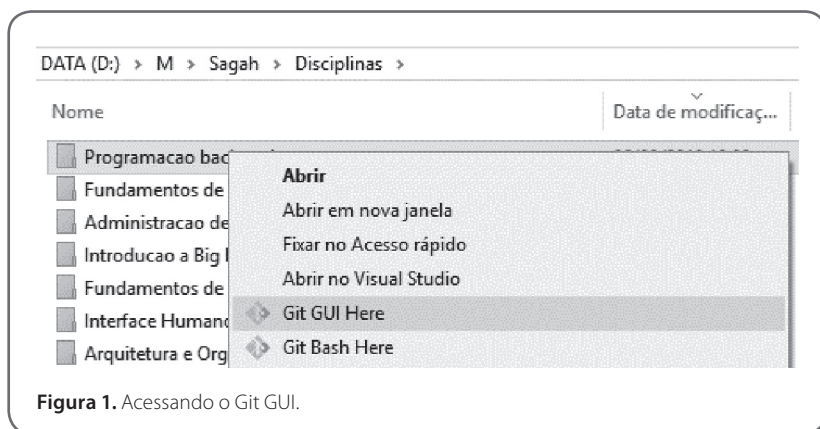 DATA (D:) > M > Sagah > Disciplinas >
Nome Data de modificaç...
Programacao
Abrir
Fundamentos de
Abrir em nova janela
Administracao de
Fixar no Acesso rápido
Introducao a Big
Abrir no Visual Studio
Fundamentos de
Git GUI Here
Interface
Git Bash Here
Arquitetura e
Figura 1. Acessando o Git GUI.